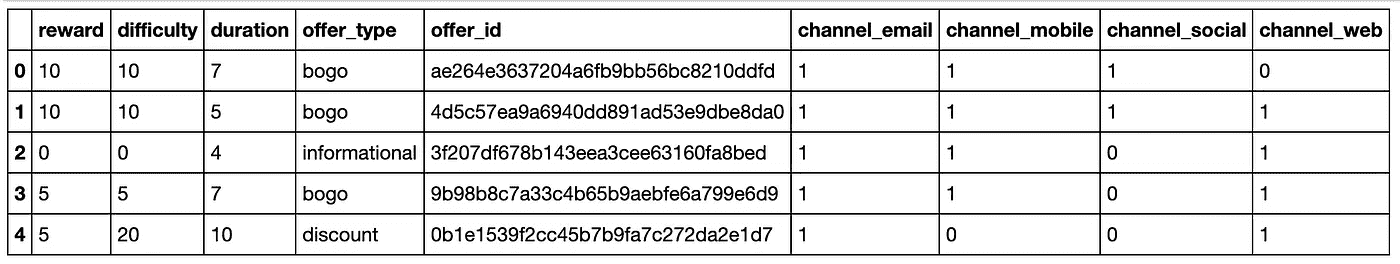 reward difficulty duration offer_type offer_id channel_email channel_mobile channel_social channel_web
0 10 10 7 bogo ae264e3637204a6fb9bb56bc8210ddfd 1 1 1 0
1 10 10 5 bogo 4d5c57ea9a6940dd891ad53e9dbe8da0 1 1 1 1
2 0 0 4 informational 3f207df678b143eea3cee63160fa8bed 1 1 0 1
3 5 5 7 bogo 9b98b8c7a33c4b65b9aebfe6a799e6d9 1 1 0 1
4 5 20 10 discount 0b1e1539f2cc45b7b9fa7c272da2e1d7 1 0 0 1